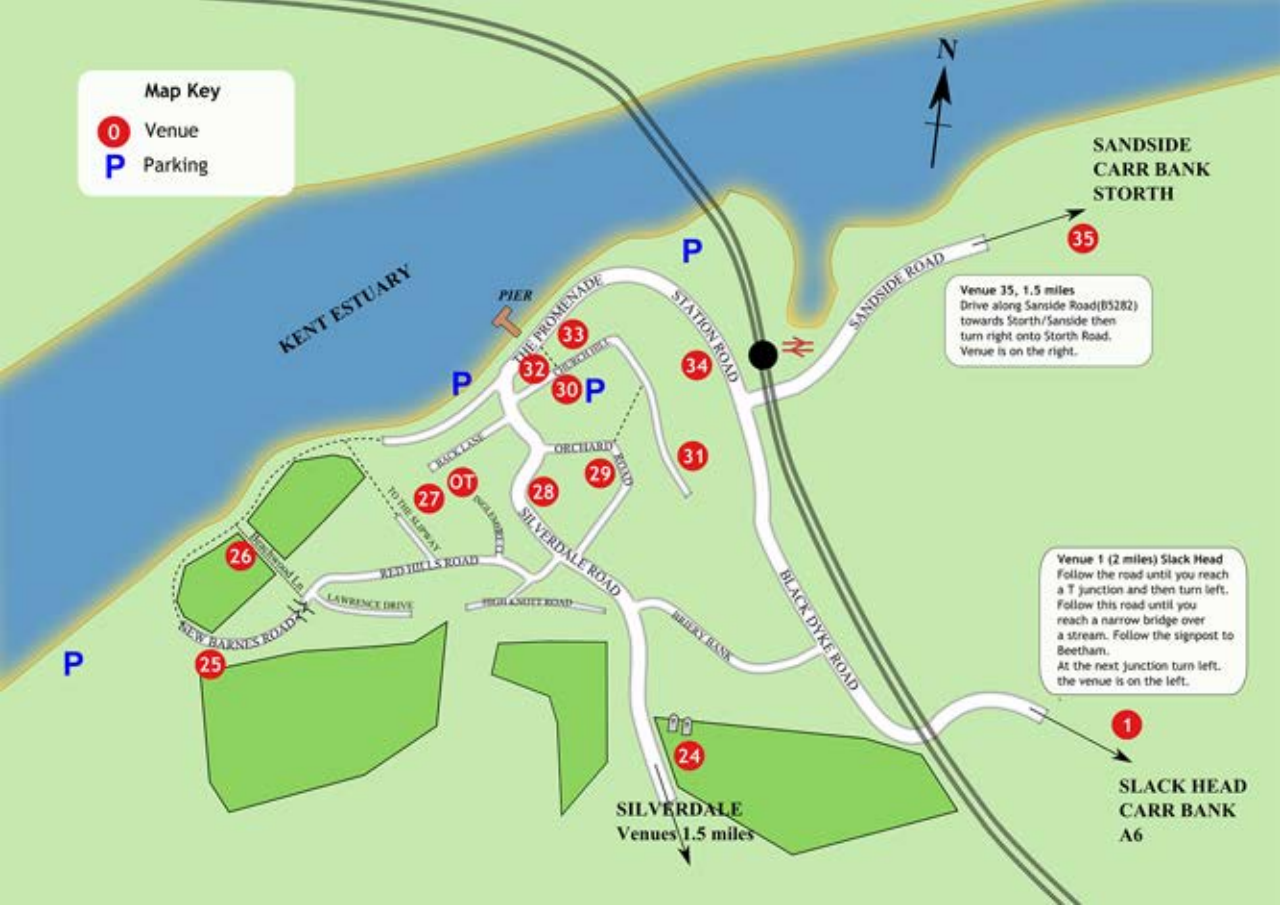 Map Key
0 Venue
P Parking
N
SANDSIDE
CARR BANK
STORTH
35
Venue 35, 1.5 miles
Drive along Sanside Road(B5282)
towards Storth/Sanside then
turn right onto Storth Road.
Venue is on the right.
SANDSIDE ROAD
P
KENT ESTUARY
PIER
THE PROMENADE
STATION ROAD
33
CHURCH HILL
34
32
30
P
P
BACK LANE
ORCHARD
ROAD
31
29
OT
27
28
TO THE SLIPWAY
SILVERDALE ROAD
26
Beachwood Ln
RED HILLS ROAD
LAWRENCE DRIVE
HIGH KNOTT ROAD
NEW BARNES ROAD
25
P
BRIERY BANK
BLACK DYKE ROAD
Venue 1 (2 miles) Slack Head
Follow the road until you reach
a T junction and then turn left.
Follow this road until you
reach a narrow bridge over
a stream. Follow the signpost to
Beetham.
At the next junction turn left.
the venue is on the left.
1
24
SLACK HEAD
CARR BANK
A6
SILVERDALE
Venues 1.5 miles